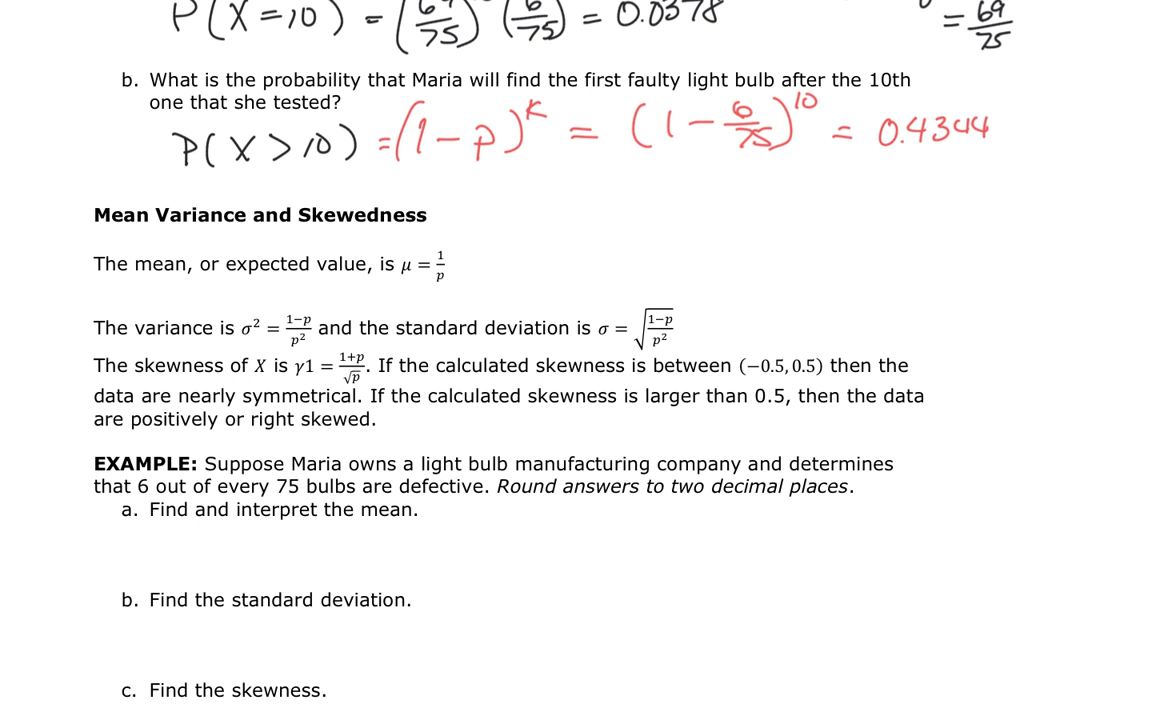 P(X=10) = (69/75) (6/75) = 0.0378 = 69/75
b. What is the probability that Maria will find the first faulty light bulb after the 10th
one that she tested?
P(X>10) = (1-p)^k = (1 - 6/75)^10 = 0.4344
Mean Variance and Skewedness
The mean, or expected value, is μ = 1/p
The variance is σ² = (1−p)/p² and the standard deviation is σ = √((1−p)/p²)
The skewness of X is γ1 = (1+p)/√p. If the calculated skewness is between (−0.5, 0.5) then the
data are nearly symmetrical. If the calculated skewness is larger than 0.5, then the data
are positively or right skewed.
EXAMPLE: Suppose Maria owns a light bulb manufacturing company and determines
that 6 out of every 75 bulbs are defective. Round answers to two decimal places.
a. Find and interpret the mean.
b. Find the standard deviation.
c. Find the skewness.